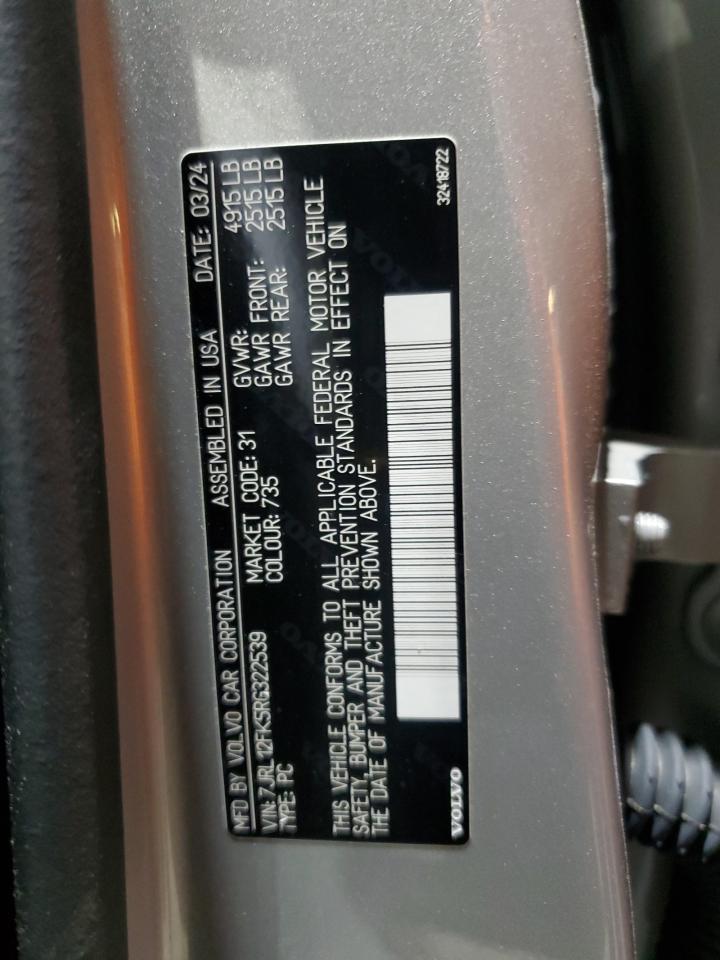 MFD BY VOLVO CAR CORPORATION ASSEMBLED IN USA DATE: 03/24
VIN: 7JRL12FK5RG322539 MARKET CODE: 31 GVWR: 4915 LB
TYPE: PC COLOUR: 735 GAWR FRONT: 2515 LB
GAWR REAR: 2515 LB
THIS VEHICLE CONFORMS TO ALL APPLICABLE FEDERAL MOTOR VEHICLE
SAFETY, BUMPER AND THEFT PREVENTION STANDARDS IN EFFECT ON
THE DATE OF MANUFACTURE SHOWN ABOVE.
VOLVO 32418722